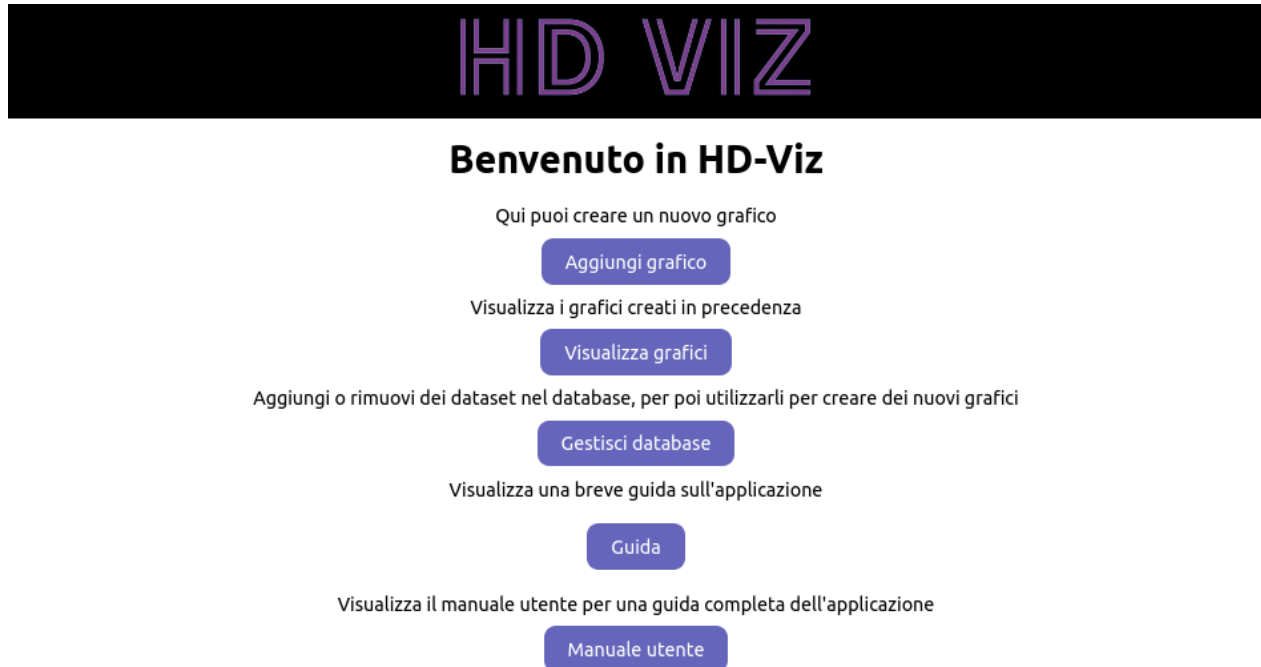 HD VIZ
Benvenuto in HD-Viz
Qui puoi creare un nuovo grafico
Aggiungi grafico
Visualizza i grafici creati in precedenza
Visualizza grafici
Aggiungi o rimuovi dei dataset nel database, per poi utilizzarli per creare dei nuovi grafici
Gestisci database
Visualizza una breve guida sull'applicazione
Guida
Visualizza il manuale utente per una guida completa dell'applicazione
Manuale utente